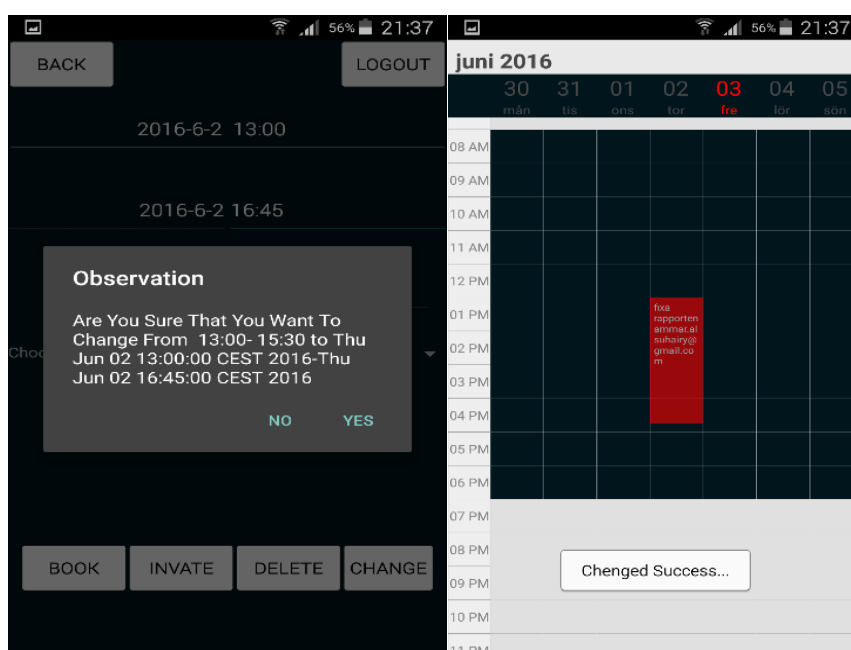 56% 21:37
BACK LOGOUT
2016-6-2 13:00
2016-6-2 16:45
Observation
Are You Sure That You Want To
Change From 13:00- 15:30 to Thu
Jun 02 13:00:00 CEST 2016-Thu
Jun 02 16:45:00 CEST 2016
Choo
NO YES
BOOK INVATE DELETE CHANGE
56% 21:37
juni 2016
30 31 01 02 03 04 05
mån tis ons tor fre lör sön
08 AM
09 AM
10 AM
11 AM
12 PM
01 PM
02 PM
03 PM
04 PM
05 PM
06 PM
07 PM
08 PM
09 PM
10 PM
11 PM
fixa
rapporten
ammar.al
suhairy@
gmail.co
m
Chenged Success...